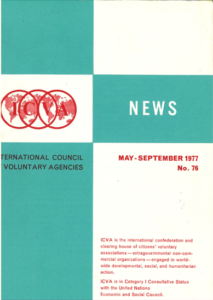 ICVA
NEWS
TERNATIONAL COUNCIL
VOLUNTARY AGENCIES
MAY-SEPTEMBER 1977
No. 76
ICVA is the international confederation and
clearing house of citizens' voluntary
associations — nongovernmental non-com-
mercial organizations — engaged in world-
wide developmental, social, and humanitarian
action.
ICVA is in Category I Consultative Status
with the United Nations
Economic and Social Council.